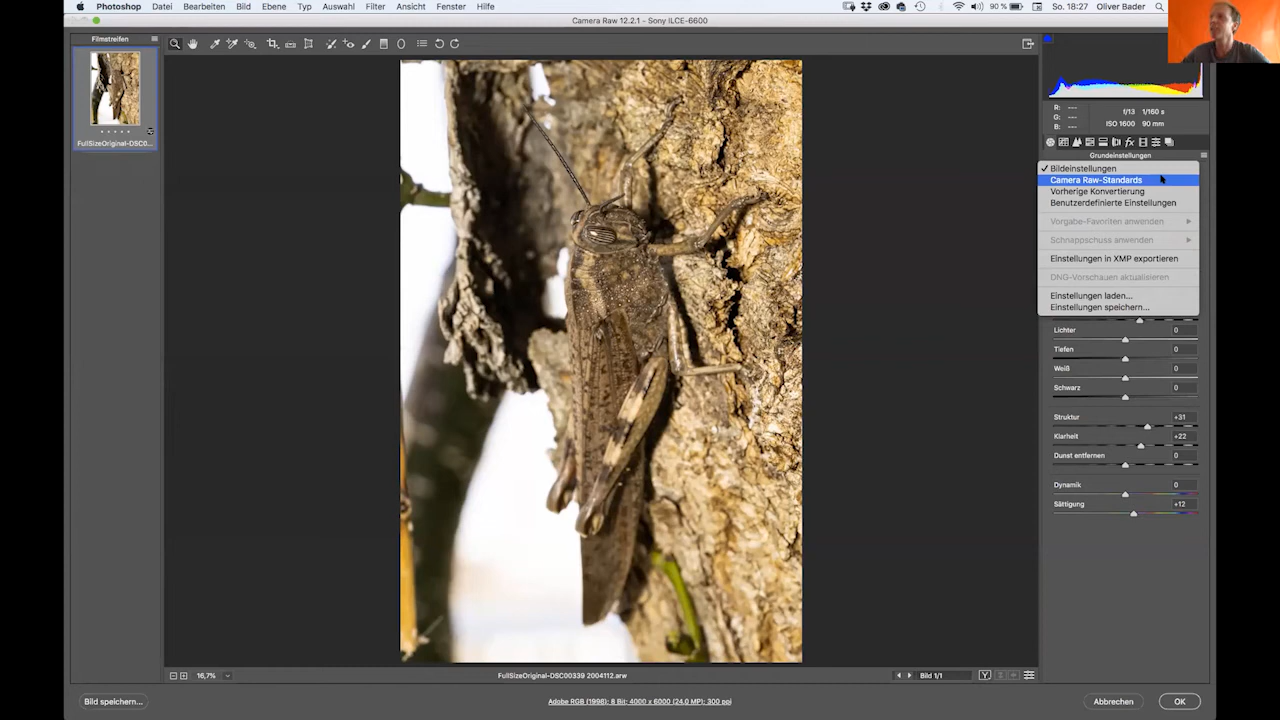 Photoshop Datei Bearbeiten Bild Ebene Typ Auswahl Filter Ansicht Fenster Hilfe 90 % So. 18:27 Oliver Bader
Camera Raw 12.2.1 - Sony ILCE-6600
Filmstreifen
FullSizeOriginal-DSC0...
R: ---
G: ---
B: ---
f/13 1/160 s
ISO 1600 90 mm
Grundeinstellungen
✓ Bildeinstellungen
Camera Raw-Standards
Vorherige Konvertierung
Benutzerdefinierte Einstellungen
Vorgabe-Favoriten anwenden
Schnappschuss anwenden
Einstellungen in XMP exportieren
DNG-Vorschauen aktualisieren
Einstellungen laden...
Einstellungen speichern...
Lichter 0
Tiefen 0
Weiß 0
Schwarz 0
Struktur +31
Klarheit +22
Dunst entfernen 0
Dynamik 0
Sättigung +12
16,7%
FullSizeOriginal-DSC00339 2004112.arw
Bild 1/1
Y
Bild speichern...
Adobe RGB (1998); 8 Bit; 4000 x 6000 (24.0 MP); 300 ppi
Abbrechen
OK